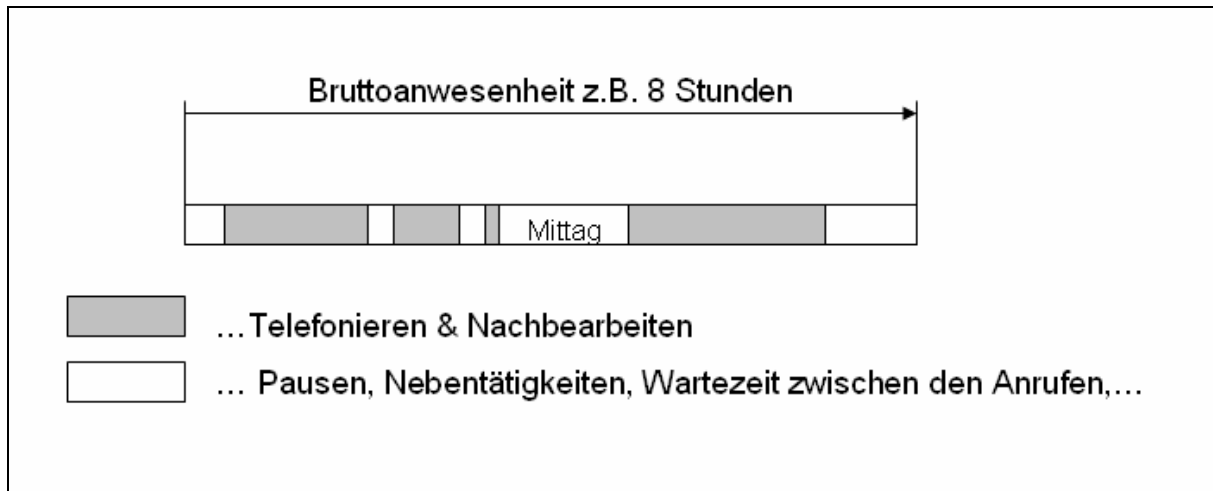 Bruttoanwesenheit z.B. 8 Stunden
Mittag
…Telefonieren & Nachbearbeiten
… Pausen, Nebentätigkeiten, Wartezeit zwischen den Anrufen,…